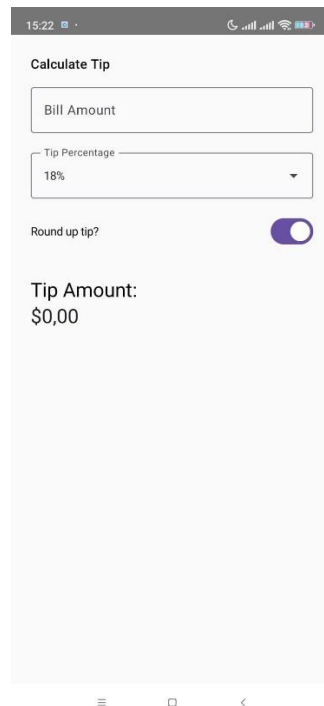 15:22
Calculate Tip
Bill Amount
Tip Percentage
18%
Round up tip?
Tip Amount:
$0,00